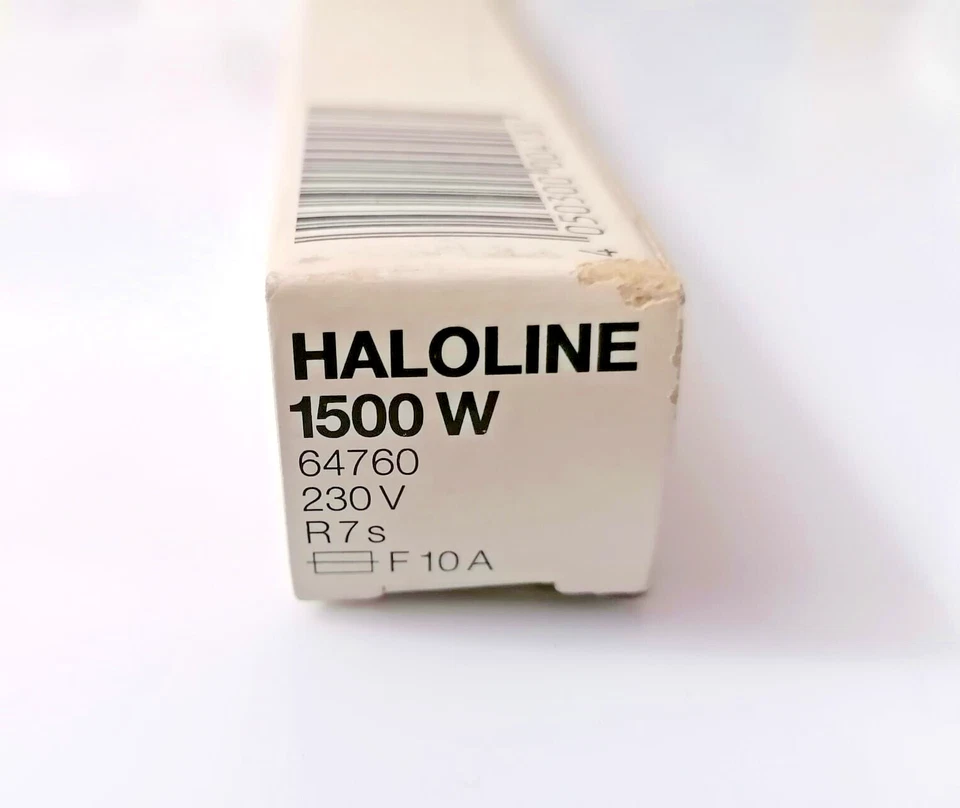 HALOLINE
1500 W
64760
230 V
R7s
F 10 A